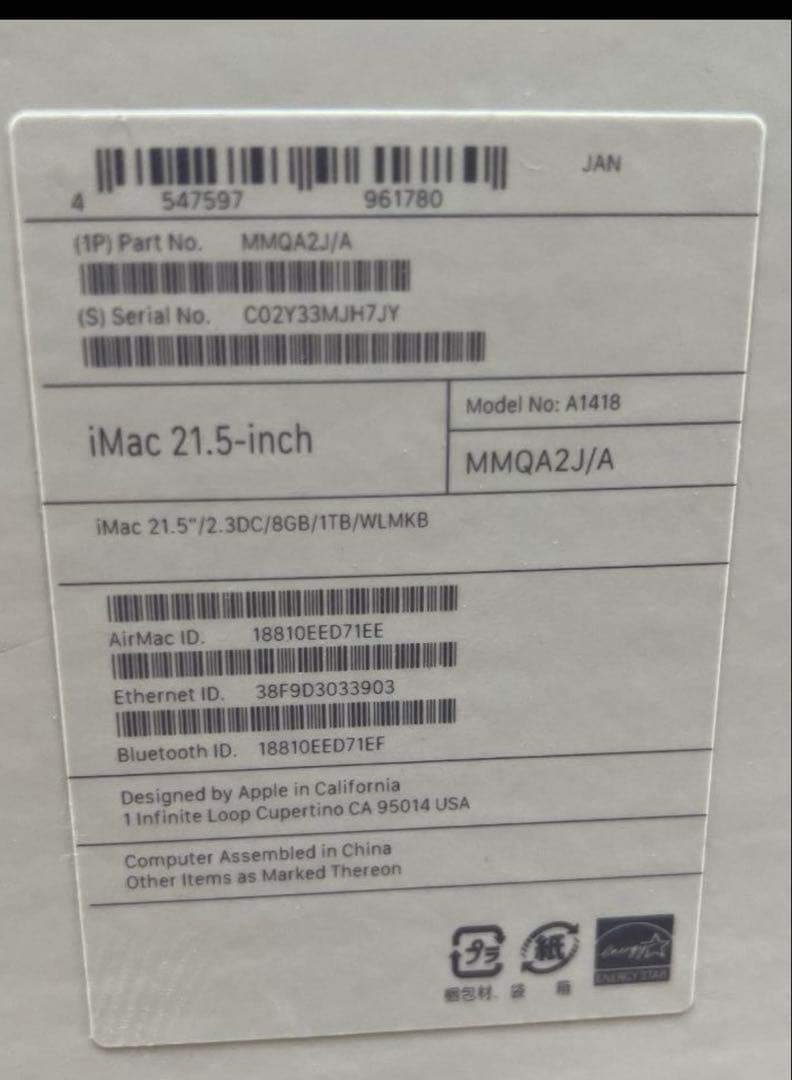 JAN
4 547597 961780
(1P) Part No. MMQA2J/A
(S) Serial No. C02Y33MJH7JY
iMac 21.5-inch
Model No: A1418
MMQA2J/A
iMac 21.5"/2.3DC/8GB/1TB/WLMKB
AirMac ID. 18810EED71EE
Ethernet ID. 38F9D3033903
Bluetooth ID. 18810EED71EF
Designed by Apple in California
1 Infinite Loop Cupertino CA 95014 USA
Computer Assembled in China
Other Items as Marked Thereon
プラ 紙 energy
ENERGY STAR
梱包材、袋 箱